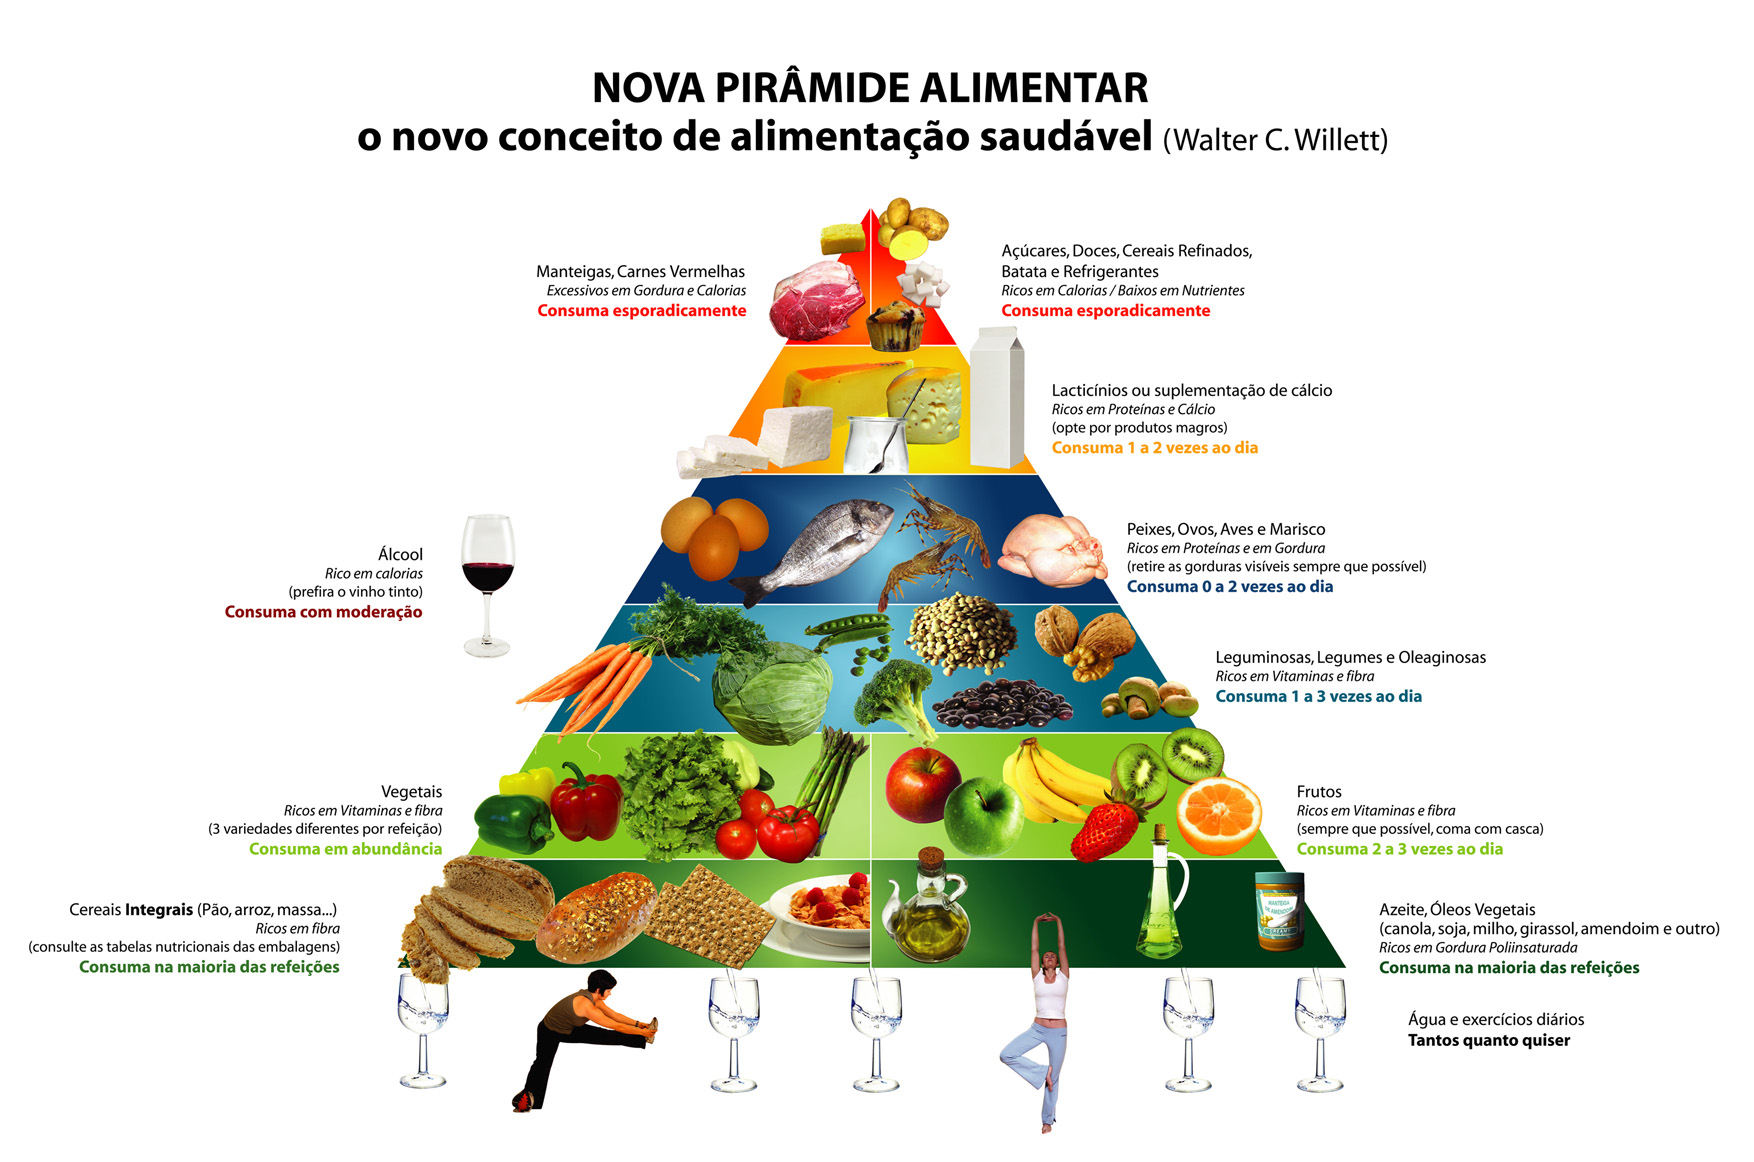 NOVA PIRÂMIDE ALIMENTAR
o novo conceito de alimentação saudável (Walter C. Willett)
Manteigas, Carnes Vermelhas
Excessivos em Gordura e Calorias
Consuma esporadicamente
Açúcares, Doces, Cereais Refinados,
Batata e Refrigerantes
Ricos em Calorias / Baixos em Nutrientes
Consuma esporadicamente
Lacticínios ou suplementação de cálcio
Ricos em Proteínas e Cálcio
(opte por produtos magros)
Consuma 1 a 2 vezes ao dia
Peixes, Ovos, Aves e Marisco
Ricos em Proteínas e em Gordura
(retire as gorduras visíveis sempre que possível)
Consuma 0 a 2 vezes ao dia
Álcool
Rico em calorias
(prefira o vinho tinto)
Consuma com moderação
Leguminosas, Legumes e Oleaginosas
Ricos em Vitaminas e fibra
Consuma 1 a 3 vezes ao dia
Vegetais
Ricos em Vitaminas e fibra
(3 variedades diferentes por refeição)
Consuma em abundância
Frutos
Ricos em Vitaminas e fibra
(sempre que possível, coma com casca)
Consuma 2 a 3 vezes ao dia
Cereais Integrais (Pão, arroz, massa...)
Ricos em fibra
(consulte as tabelas nutricionais das embalagens)
Consuma na maioria das refeições
MANTEIGA
DE AMENDOIM
CREAMY
Azeite, Óleos Vegetais
(canola, soja, milho, girassol, amendoim e outro)
Ricos em Gordura Poliinsaturada
Consuma na maioria das refeições
Água e exercícios diários
Tantos quanto quiser